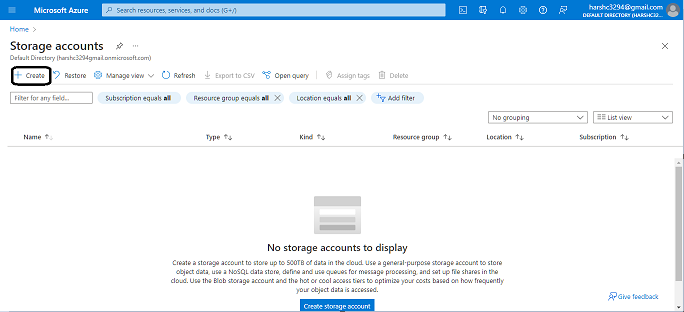 Microsoft Azure
Search resources, services, and docs (G+/)
harshc3294@gmail.com
DEFAULT DIRECTORY (HARSHC32...
Home
Storage accounts
...
Default Directory (harshc3294gmail.onmicrosoft.com)
Create
Restore
Manage view
Refresh
Export to CSV
Open query
Assign tags
Delete
Filter for any field...
Subscription equals all
Resource group equals all
Location equals all
Add filter
No grouping
List view
Name
Type
Kind
Resource group
Location
Subscription
No storage accounts to display
Create a storage account to store up to 500TB of data in the cloud. Use a general-purpose storage account to store
object data, use a NoSQL data store, define and use queues for message processing, and set up file shares in the
cloud. Use the Blob storage account and the hot or cool access tiers to optimize your costs based on how frequently
your object data is accessed.
Create storage account
Give feedback